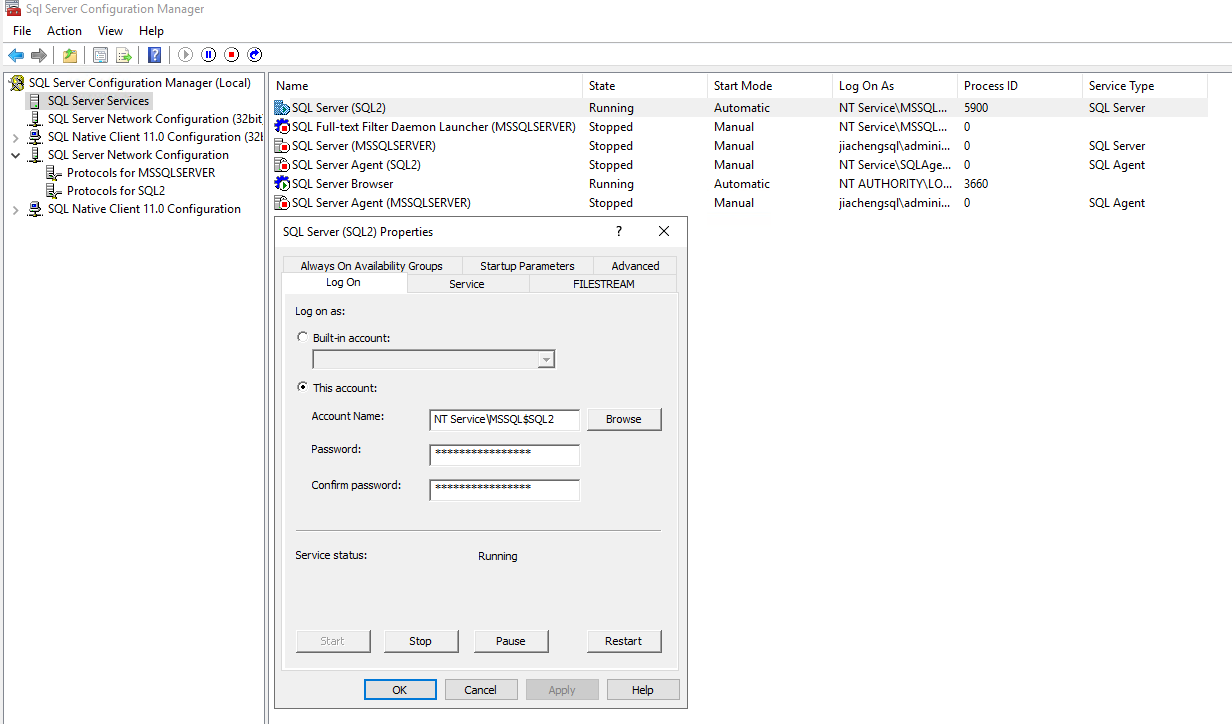 Sql Server Configuration Manager
File Action View Help
SQL Server Configuration Manager (Local)
SQL Server Services
SQL Server Network Configuration (32bit
SQL Native Client 11.0 Configuration (32b
SQL Server Network Configuration
Protocols for MSSQLSERVER
Protocols for SQL2
SQL Native Client 11.0 Configuration
Name State Start Mode Log On As Process ID Service Type
SQL Server (SQL2) Running Automatic NT Service\MSSQL... 5900 SQL Server
SQL Full-text Filter Daemon Launcher (MSSQLSERVER) Stopped Manual NT Service\MSSQL... 0
SQL Server (MSSQLSERVER) Stopped Manual jiachengsql\admini... 0 SQL Server
SQL Server Agent (SQL2) Stopped Manual NT Service\SQLAge... 0 SQL Agent
SQL Server Browser Running Automatic NT AUTHORITY\LO... 3660
SQL Server Agent (MSSQLSERVER) Stopped Manual jiachengsql\admini... 0 SQL Agent
SQL Server (SQL2) Properties ?
Always On Availability Groups Startup Parameters Advanced
Log On Service FILESTREAM
Log on as:
Built-in account:
This account:
Account Name: NT Service\MSSQL$SQL2 Browse
Password: ****************
Confirm password: ****************
Service status: Running
Start Stop Pause Restart
OK Cancel Apply Help